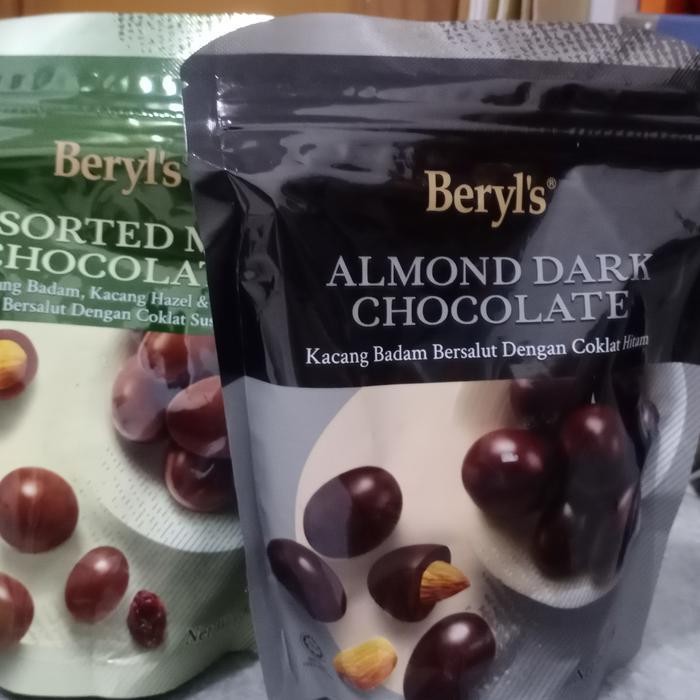 Beryl's
SORTED M
CHOCOLAT
ng Badam, Kacang Hazel &
Bersalut Dengan Coklat Sus
Beryl's®
ALMOND DARK
CHOCOLATE
Kacang Badam Bersalut Dengan Coklat Hitam